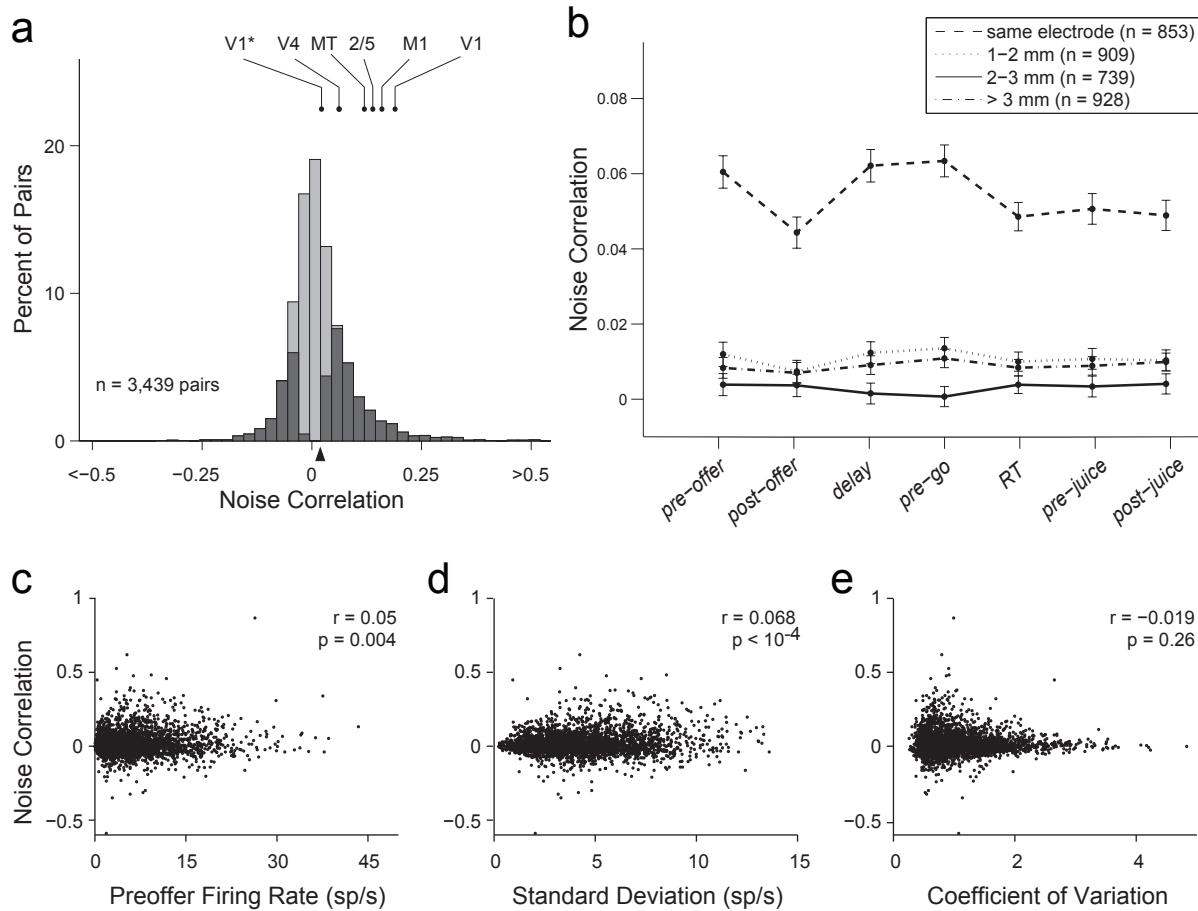 a
V1* V4 MT 2/5 M1 V1
20
10
0
Percent of Pairs
n = 3,439 pairs
<−0.5 −0.25 0 0.25 >0.5
Noise Correlation
b
same electrode (n = 853)
1−2 mm (n = 909)
2−3 mm (n = 739)
> 3 mm (n = 928)
0.08
0.06
0.04
0.02
0
Noise Correlation
pre−offer post−offer delay pre−go RT pre−juice post−juice
c
1
0.5
0
−0.5
Noise Correlation
r = 0.05
p = 0.004
0 15 30 45
Preoffer Firing Rate (sp/s)
d
1
0.5
0
−0.5
r = 0.068
p < 10-4
0 5 10 15
Standard Deviation (sp/s)
e
1
0.5
0
−0.5
r = −0.019
p = 0.26
0 2 4
Coefficient of Variation